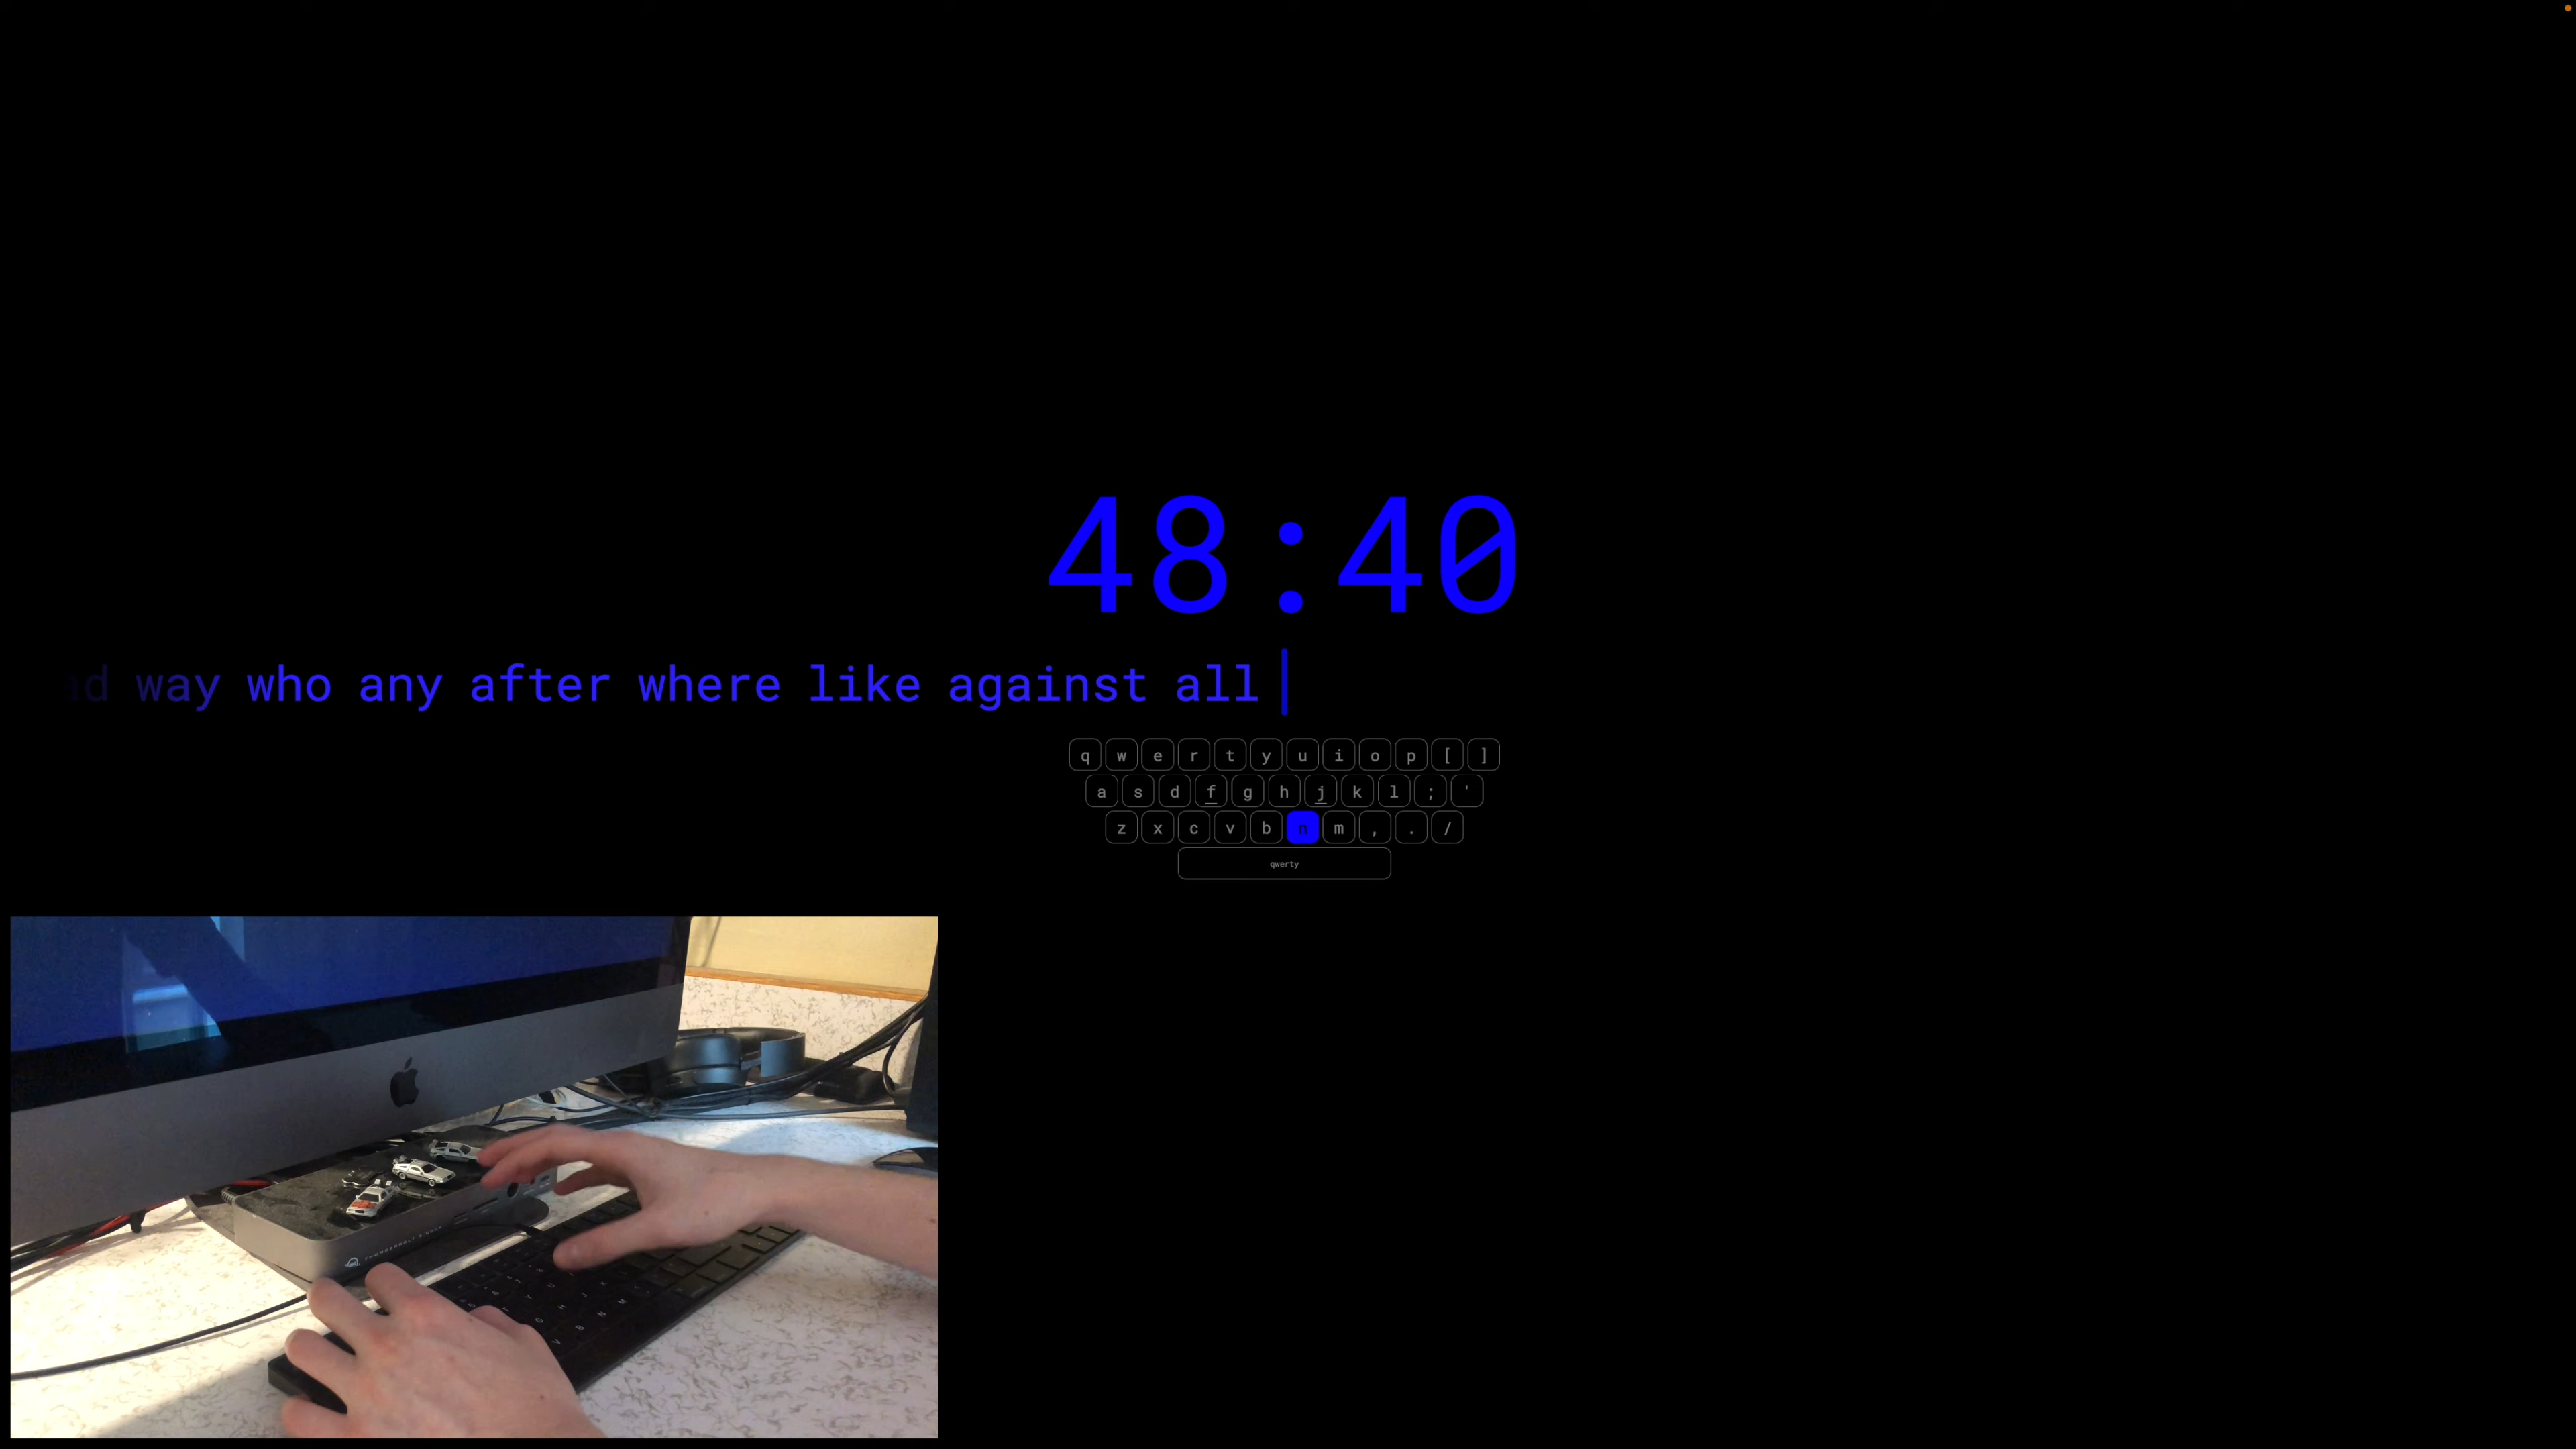 48:40
way who any after where like against all
q w e r t y u i o p [ ]
a s d f g h j k l ; '
z x c v b n m , . /
qwerty